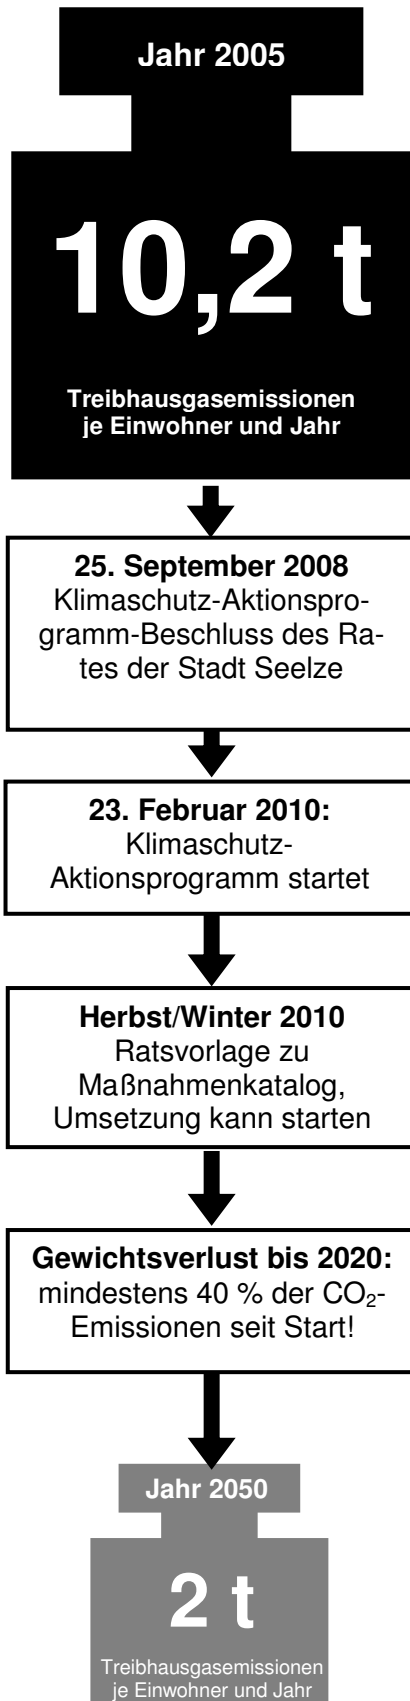 Jahr 2005
10,2 t
Treibhausgasemissionen
je Einwohner und Jahr
25. September 2008
Klimaschutz-Aktionspro-
gramm-Beschluss des Ra-
tes der Stadt Seelze
23. Februar 2010:
Klimaschutz-
Aktionsprogramm startet
Herbst/Winter 2010
Ratsvorlage zu
Maßnahmenkatalog,
Umsetzung kann starten
Gewichtsverlust bis 2020:
mindestens 40 % der CO₂-
Emissionen seit Start!
Jahr 2050
2 t
Treibhausgasemissionen
je Einwohner und Jahr